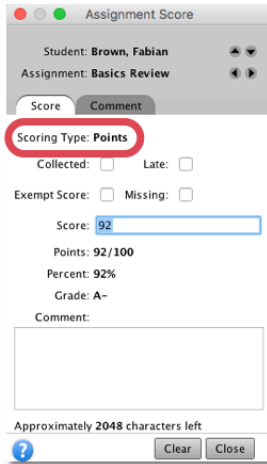 Assignment Score
Student: Brown, Fabian
Assignment: Basics Review
Score Comment
Scoring Type: Points
Collected: Late:
Exempt Score: Missing:
Score: 92
Points: 92/100
Percent: 92%
Grade: A-
Comment:
Approximately 2048 characters left
? Clear Close